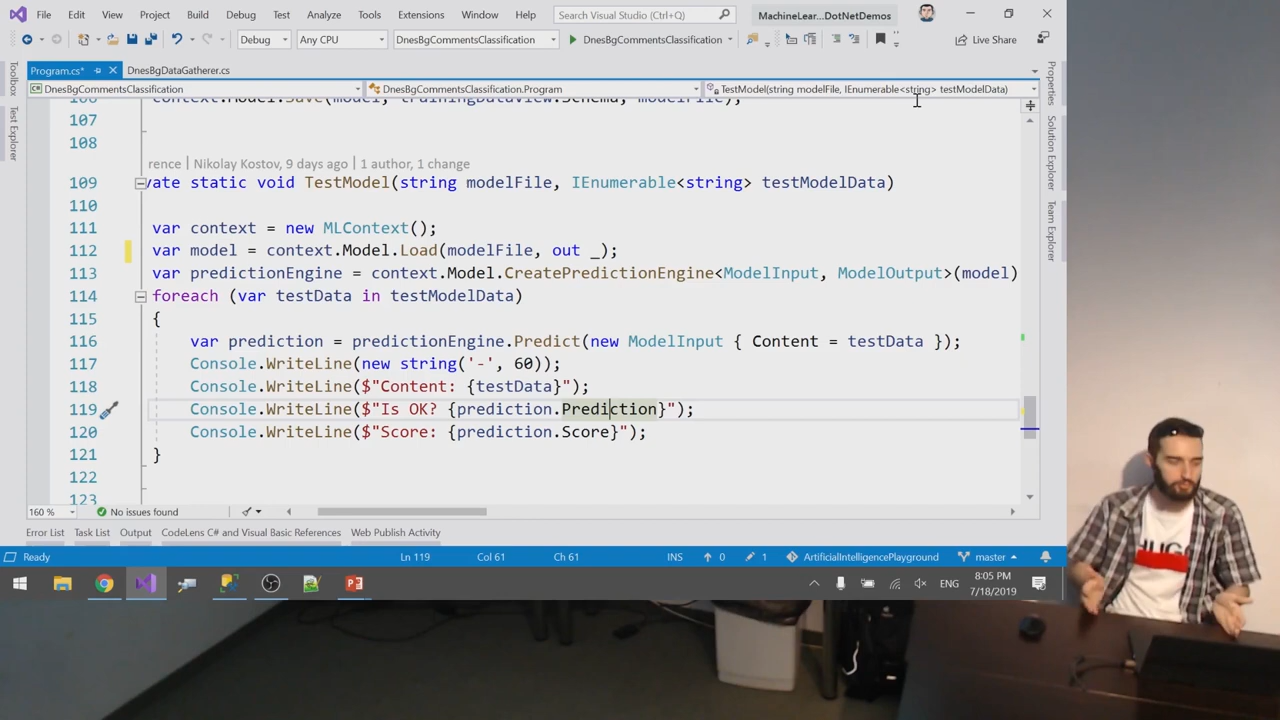 File Edit View Project Build Debug Test Analyze Tools Extensions Window Help Search Visual Studio (Ctrl+Q) MachineLear...DotNetDemos
Debug Any CPU DnesBgCommentsClassification DnesBgCommentsClassification Live Share
Toolbox
Test Explorer
Program.cs* DnesBgDataGatherer.cs
DnesBgCommentsClassification DnesBgCommentsClassification.Program TestModel(string modelFile, IEnumerable<string> testModelData)
Properties
Solution Explorer
Team Explorer
107
108
rence | Nikolay Kostov, 9 days ago | 1 author, 1 change
109 vate static void TestModel(string modelFile, IEnumerable<string> testModelData)
110
111 var context = new MLContext();
112 var model = context.Model.Load(modelFile, out _);
113 var predictionEngine = context.Model.CreatePredictionEngine<ModelInput, ModelOutput>(model)
114 foreach (var testData in testModelData)
115 {
116 var prediction = predictionEngine.Predict(new ModelInput { Content = testData });
117 Console.WriteLine(new string('-', 60));
118 Console.WriteLine($"Content: {testData}");
119 Console.WriteLine($"Is OK? {prediction.Prediction}");
120 Console.WriteLine($"Score: {prediction.Score}");
121 }
122
123
160 % No issues found
Error List Task List Output CodeLens C# and Visual Basic References Web Publish Activity
Ready Ln 119 Col 61 Ch 61 INS 0 1 ArtificialIntelligencePlayground master
ENG 8:05 PM
7/18/2019